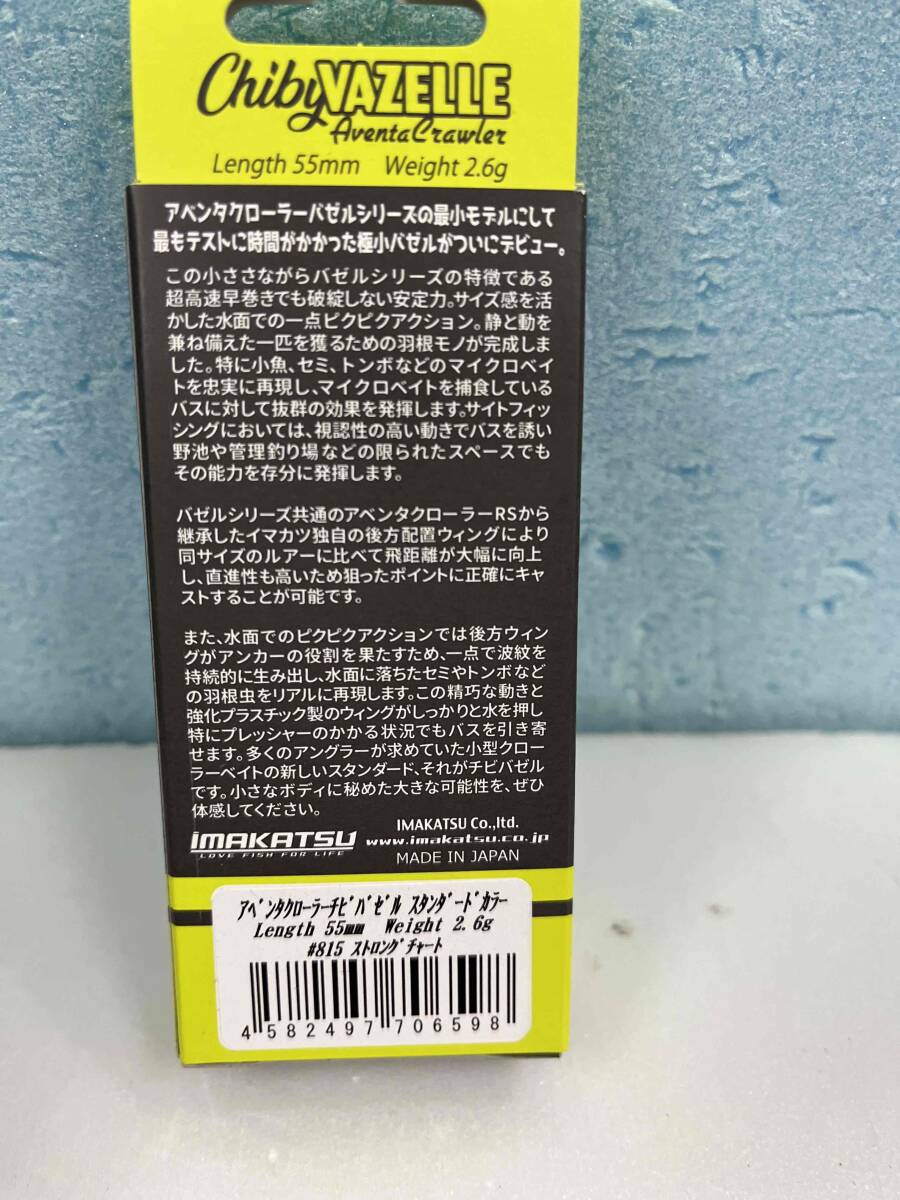 Chiby VAZELLE
AventaCrawler
Length 55mm Weight 2.6g
アベンタクローラーバゼルシリーズの最小モデルにして
最もテストに時間がかかった極小バゼルがついにデビュー。
この小ささながらバゼルシリーズの特徴である
超高速早巻きでも破綻しない安定力。サイズ感を活
かした水面での一点ピクピクアクション。静と動を
兼ね備えた一匹を獲るための羽根モノが完成しまし
た。特に小魚、セミ、トンボなどのマイクロベイ
トを忠実に再現し、マイクロベイトを捕食している
バスに対して抜群の効果を発揮します。サイトフィッ
シングにおいては、視認性の高い動きでバスを誘い
野池や管理釣り場などの限られたスペースでも
その能力を存分に発揮します。
バゼルシリーズ共通のアベンタクローラーRSから
継承したイマカツ独自の後方配置ウィングにより
同サイズのルアーに比べて飛距離が大幅に向上
し、直進性も高いため狙ったポイントに正確にキャ
ストすることが可能です。
また、水面でのピクピクアクションでは後方ウィン
グがアンカーの役割を果たすため、一点で波紋を
持続的に生み出し、水面に落ちたセミやトンボなど
の羽根虫をリアルに再現します。この精巧な動きと
強化プラスチック製のウィングがしっかりと水を押し
特にプレッシャーのかかる状況でもバスを引き寄
せます。多くのアングラーが求めていた小型クロー
ラーベイトの新しいスタンダード、それがチビバゼル
です。小さなボディに秘めた大きな可能性を、ぜひ
体感してください。
IMAKATSU
LOVE FISH FOR LIFE
IMAKATSU Co.,ltd.
www.imakatsu.co.jp
MADE IN JAPAN
ｱﾍﾞﾝﾀｸﾛｰﾗｰﾁﾋﾞﾊﾞｾﾞﾙ ｽﾀﾝﾀﾞｰﾄﾞｶﾗｰ
Length 55mm Weight 2.6g
#815 ｽﾄﾛﾝｸﾞﾁｬｰﾄ
4 582497 706598